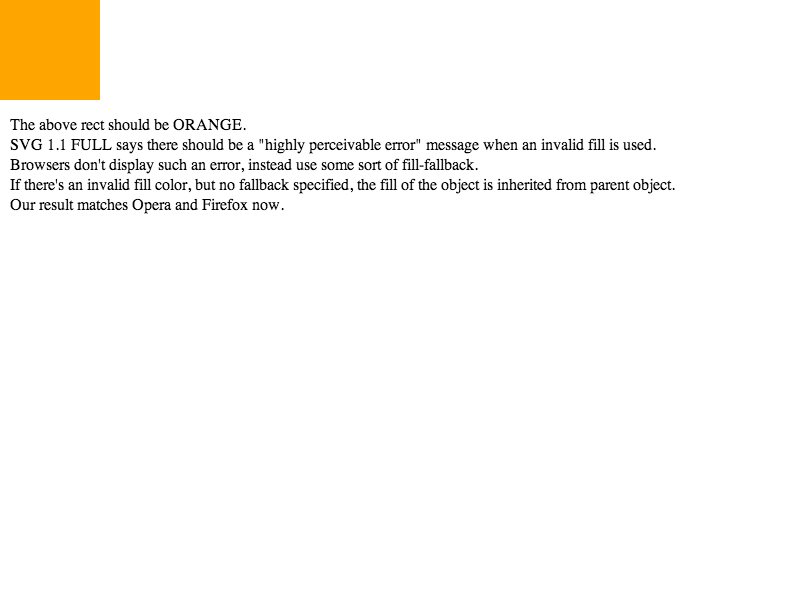 The above rect should be ORANGE.
SVG 1.1 FULL says there should be a "highly perceivable error" message when an invalid fill is used.
Browsers don't display such an error, instead use some sort of fill-fallback.
If there's an invalid fill color, but no fallback specified, the fill of the object is inherited from parent object.
Our result matches Opera and Firefox now.